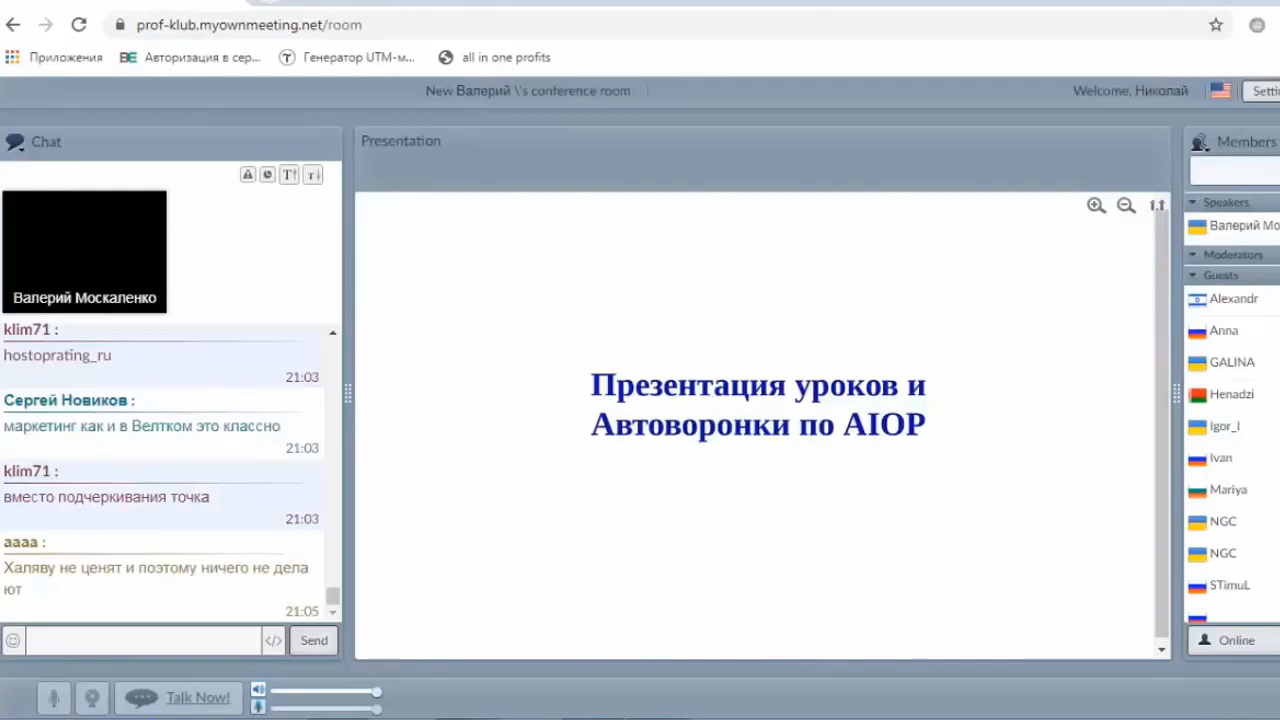 prof-klub.myownmeeting.net/room
Приложения
Авторизация в сер...
Генератор UTM-м...
all in one profits
New Валерий \'s conference room
Welcome, Николай
Chat
Валерий Москаленко
klim71 :
hostoprating_ru
21:03
Сергей Новиков :
маркетинг как и в Велтком это классно
21:03
klim71 :
вместо подчеркивания точка
21:03
аааа :
Халяву не ценят и поэтому ничего не дела
ют
21:05
Send
Talk Now!
Presentation
1:1
Презентация уроков и
Автоворонки по AIOP
Members
Speakers
Валерий
Moderators
Guests
Alexandr
Anna
GALINA
Henadzi
Igor_I
Ivan
Mariya
NGC
NGC
STimuL
Online